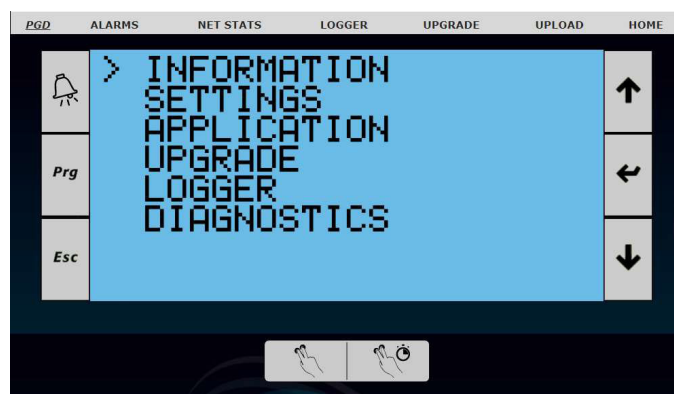 PGD ALARMS NET STATS LOGGER UPGRADE UPLOAD HOME
> INFORMATION
SETTINGS
APPLICATION
UPGRADE
LOGGER
DIAGNOSTICS
Prg
Esc